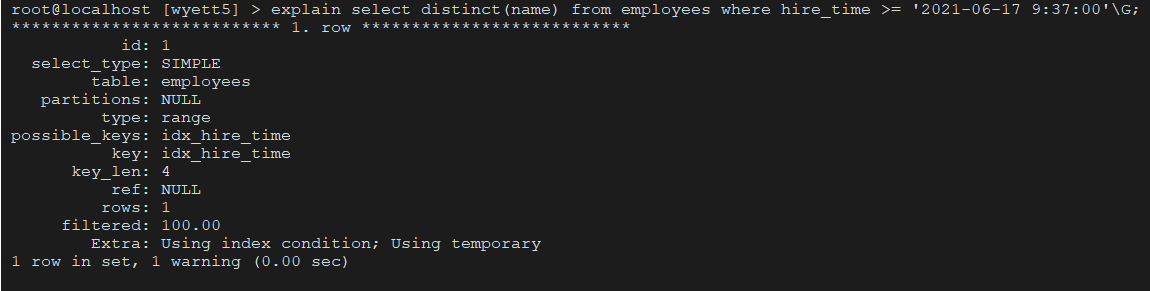 root@localhost [wyett5] > explain select distinct(name) from employees where hire_time >= '2021-06-17 9:37:00'\G;
*************************** 1. row ***************************
id: 1
select_type: SIMPLE
table: employees
partitions: NULL
type: range
possible_keys: idx_hire_time
key: idx_hire_time
key_len: 4
ref: NULL
rows: 1
filtered: 100.00
Extra: Using index condition; Using temporary
1 row in set, 1 warning (0.00 sec)